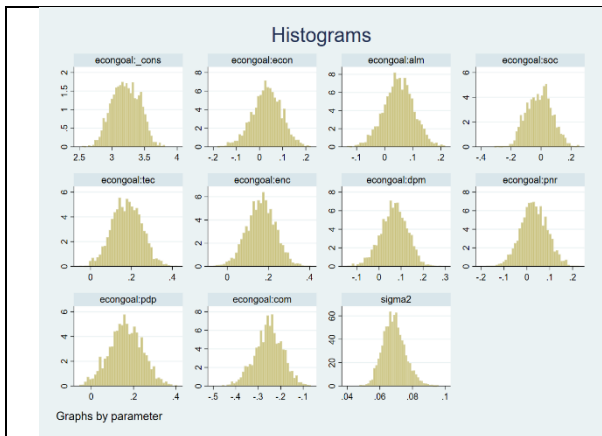 Histograms
econgoal:_cons econgoal:econ econgoal:alm econgoal:soc
2 8 8 6
1.5 6 6 4
1 4 4 2
.5 2 2
0 0 0 0
2.5 3 3.5 4 -.2 -.1 0 .1 .2 -.1 0 .1 .2 -.4 -.2 0 .2
econgoal:tec econgoal:enc econgoal:dpm econgoal:pnr
6 8 8 8
4 6 6 6
2 4 4 4
0 2 2 2
0 0 0
0 .2 .4 0 .2 .4 -.1 0 .1 .2 .3 -.2 -.1 0 .1 .2
econgoal:pdp econgoal:com sigma2
6 8 60
4 6 40
2 4 20
0 2 0
0
0 .2 .4 -.5 -.4 -.3 -.2 -.1 .04 .06 .08 .1
Graphs by parameter